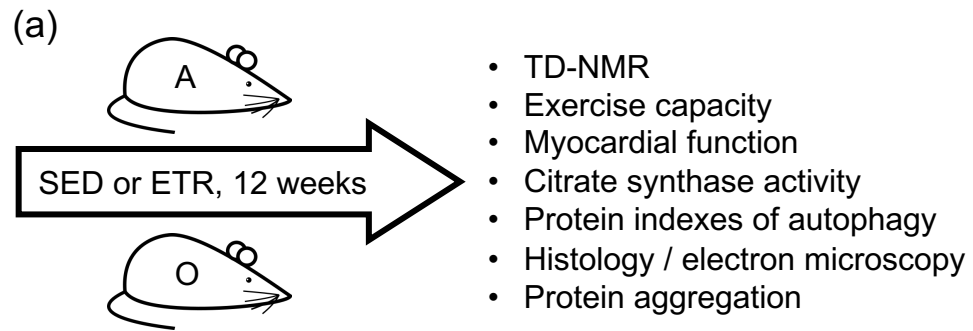 (a)
A
SED or ETR, 12 weeks
O
• TD-NMR
• Exercise capacity
• Myocardial function
• Citrate synthase activity
• Protein indexes of autophagy
• Histology / electron microscopy
• Protein aggregation